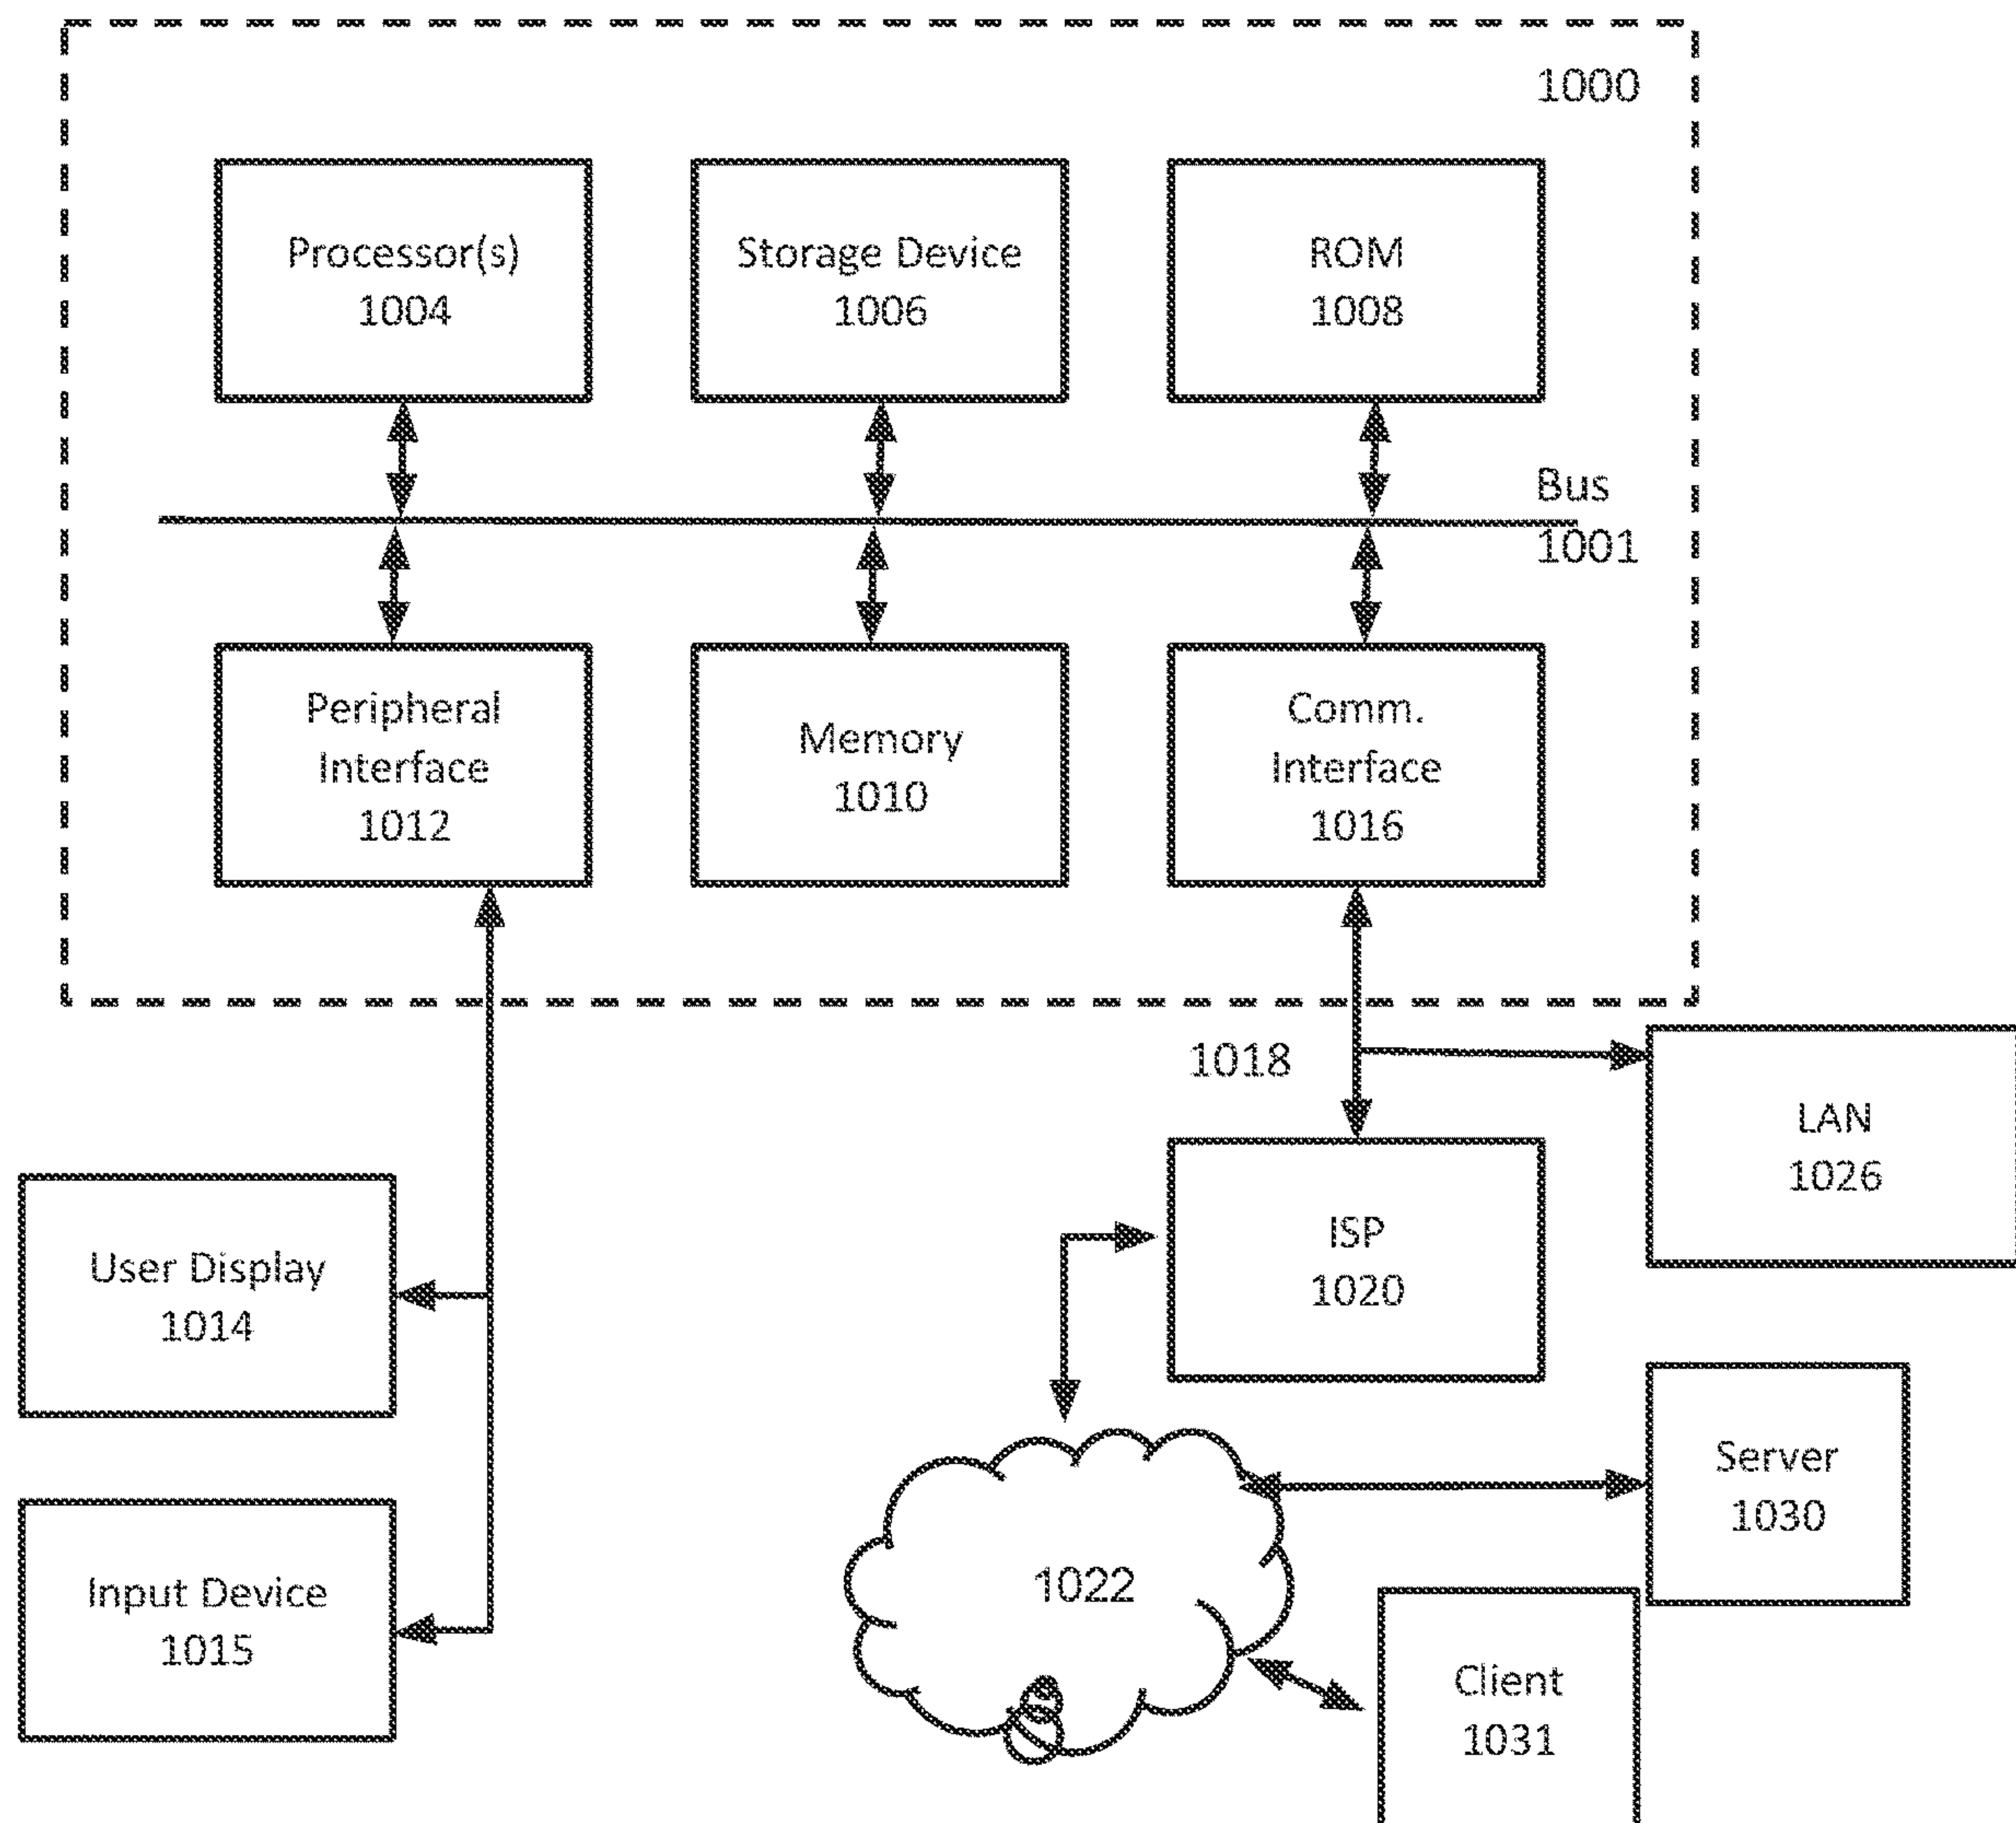 1000
Processor(s)
1004
Storage Device
1006
ROM
1008
Bus
1001
Peripheral
Interface
1012
Memory
1010
Comm.
Interface
1016
1018
LAN
1026
User Display
1014
ISP
1020
Server
1030
Input Device
1015
1022
Client
1031